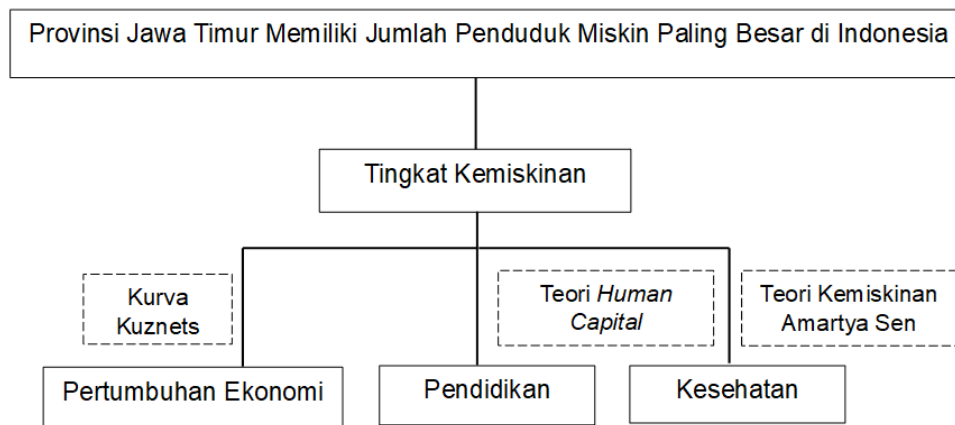 Provinsi Jawa Timur Memiliki Jumlah Penduduk Miskin Paling Besar di Indonesia
Tingkat Kemiskinan
Kurva
Kuznets
Teori Human
Capital
Teori Kemiskinan
Amartya Sen
Pertumbuhan Ekonomi
Pendidikan
Kesehatan